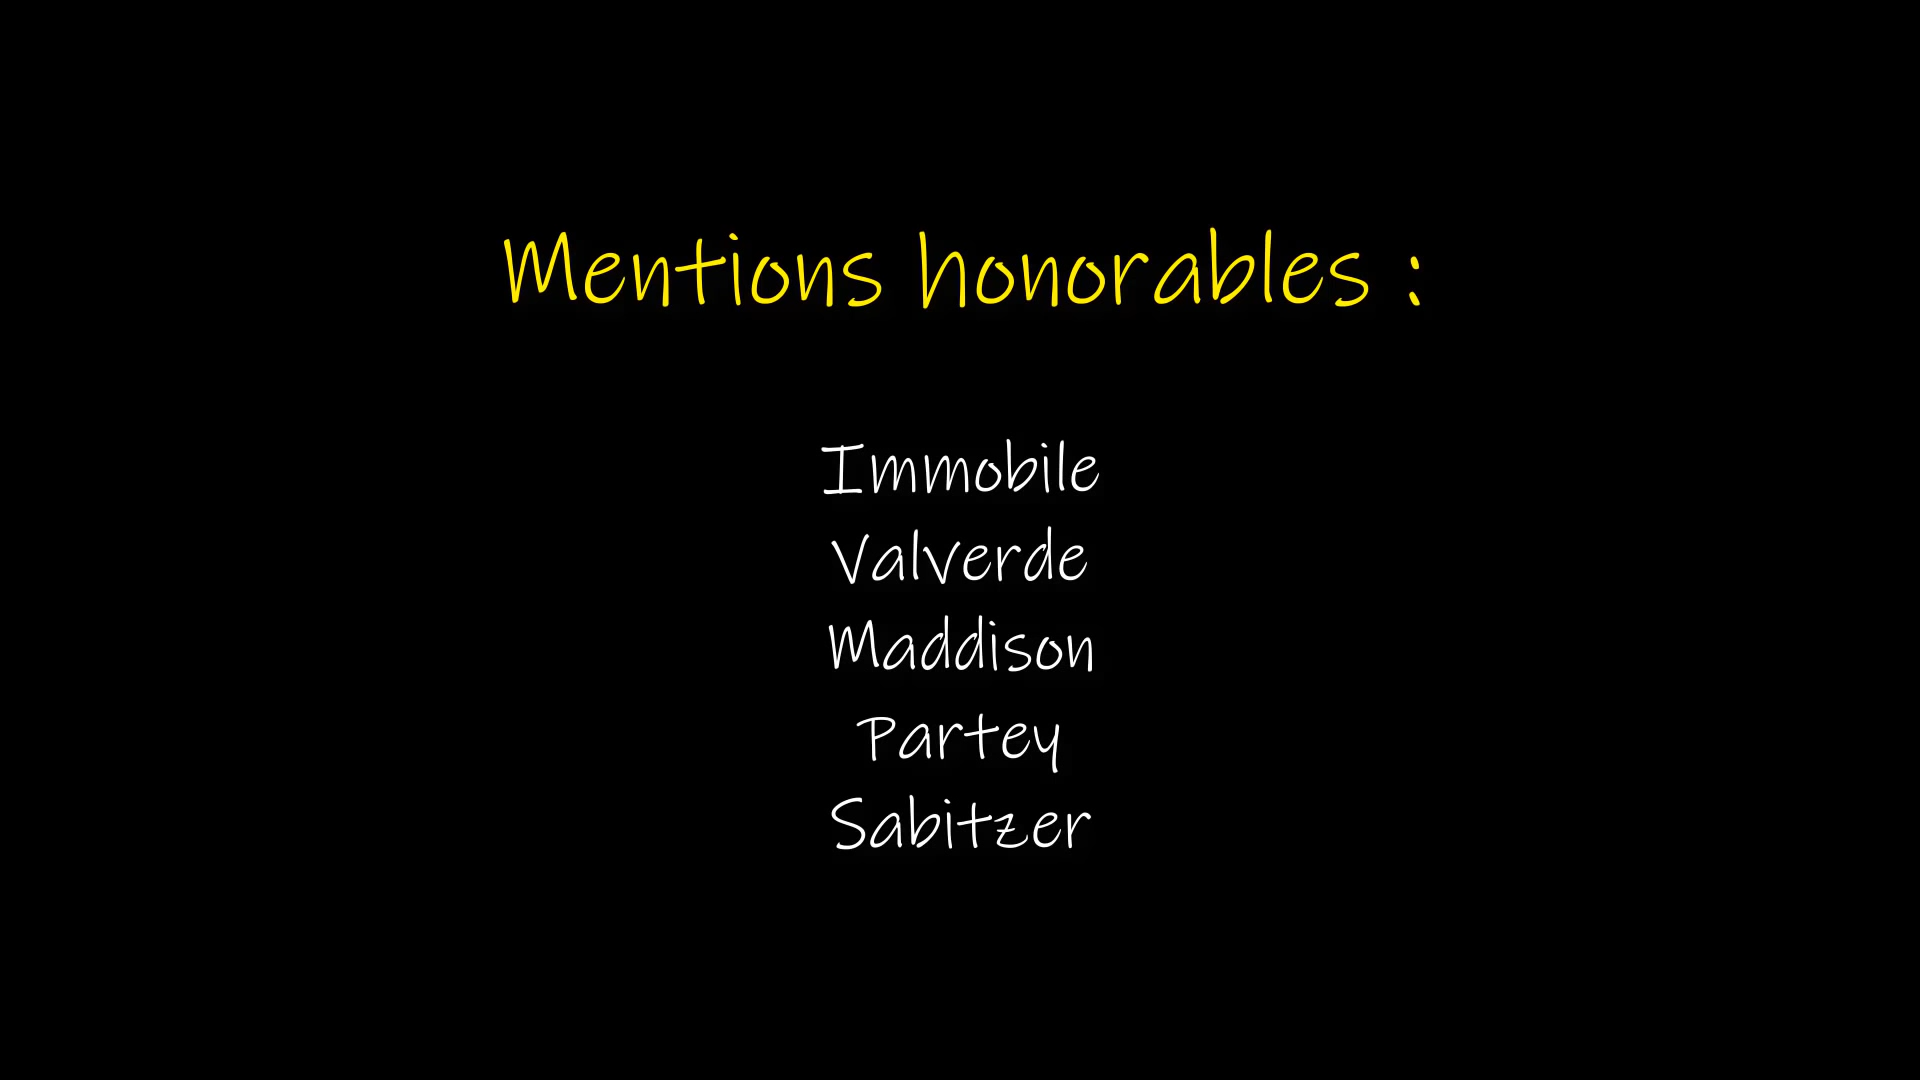 Mentions honorables :
Immobile
Valverde
Maddison
Partey
Sabitzer